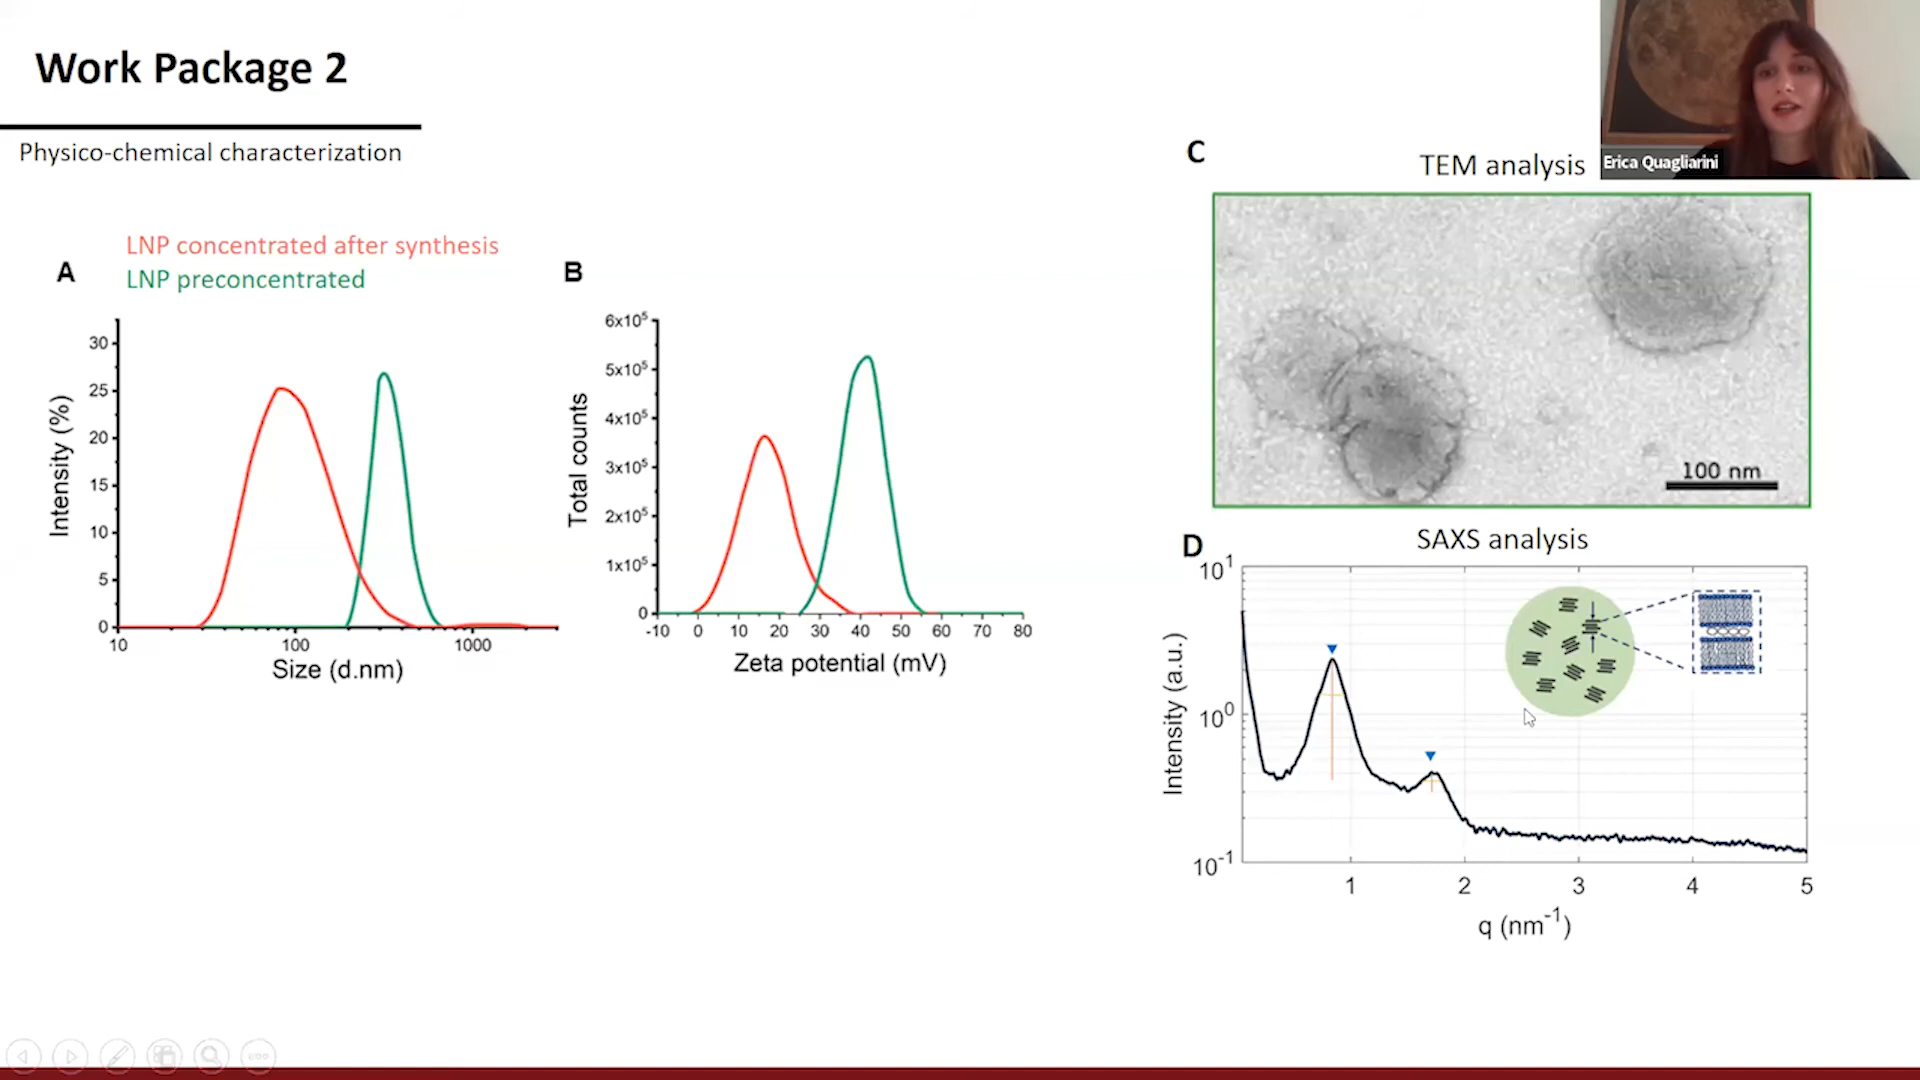 Work Package 2
Physico-chemical characterization
Erica Quagliarini
LNP concentrated after synthesis
LNP preconcentrated
A
30
25
20
15
10
5
0
Intensity (%)
10
100
1000
Size (d.nm)
B
6x10⁵
5x10⁵
4x10⁵
3x10⁵
2x10⁵
1x10⁵
0
Total counts
-10 0 10 20 30 40 50 60 70 80
Zeta potential (mV)
C
TEM analysis
100 nm
D
SAXS analysis
10¹
10⁰
10⁻¹
Intensity (a.u.)
1 2 3 4 5
q (nm⁻¹)